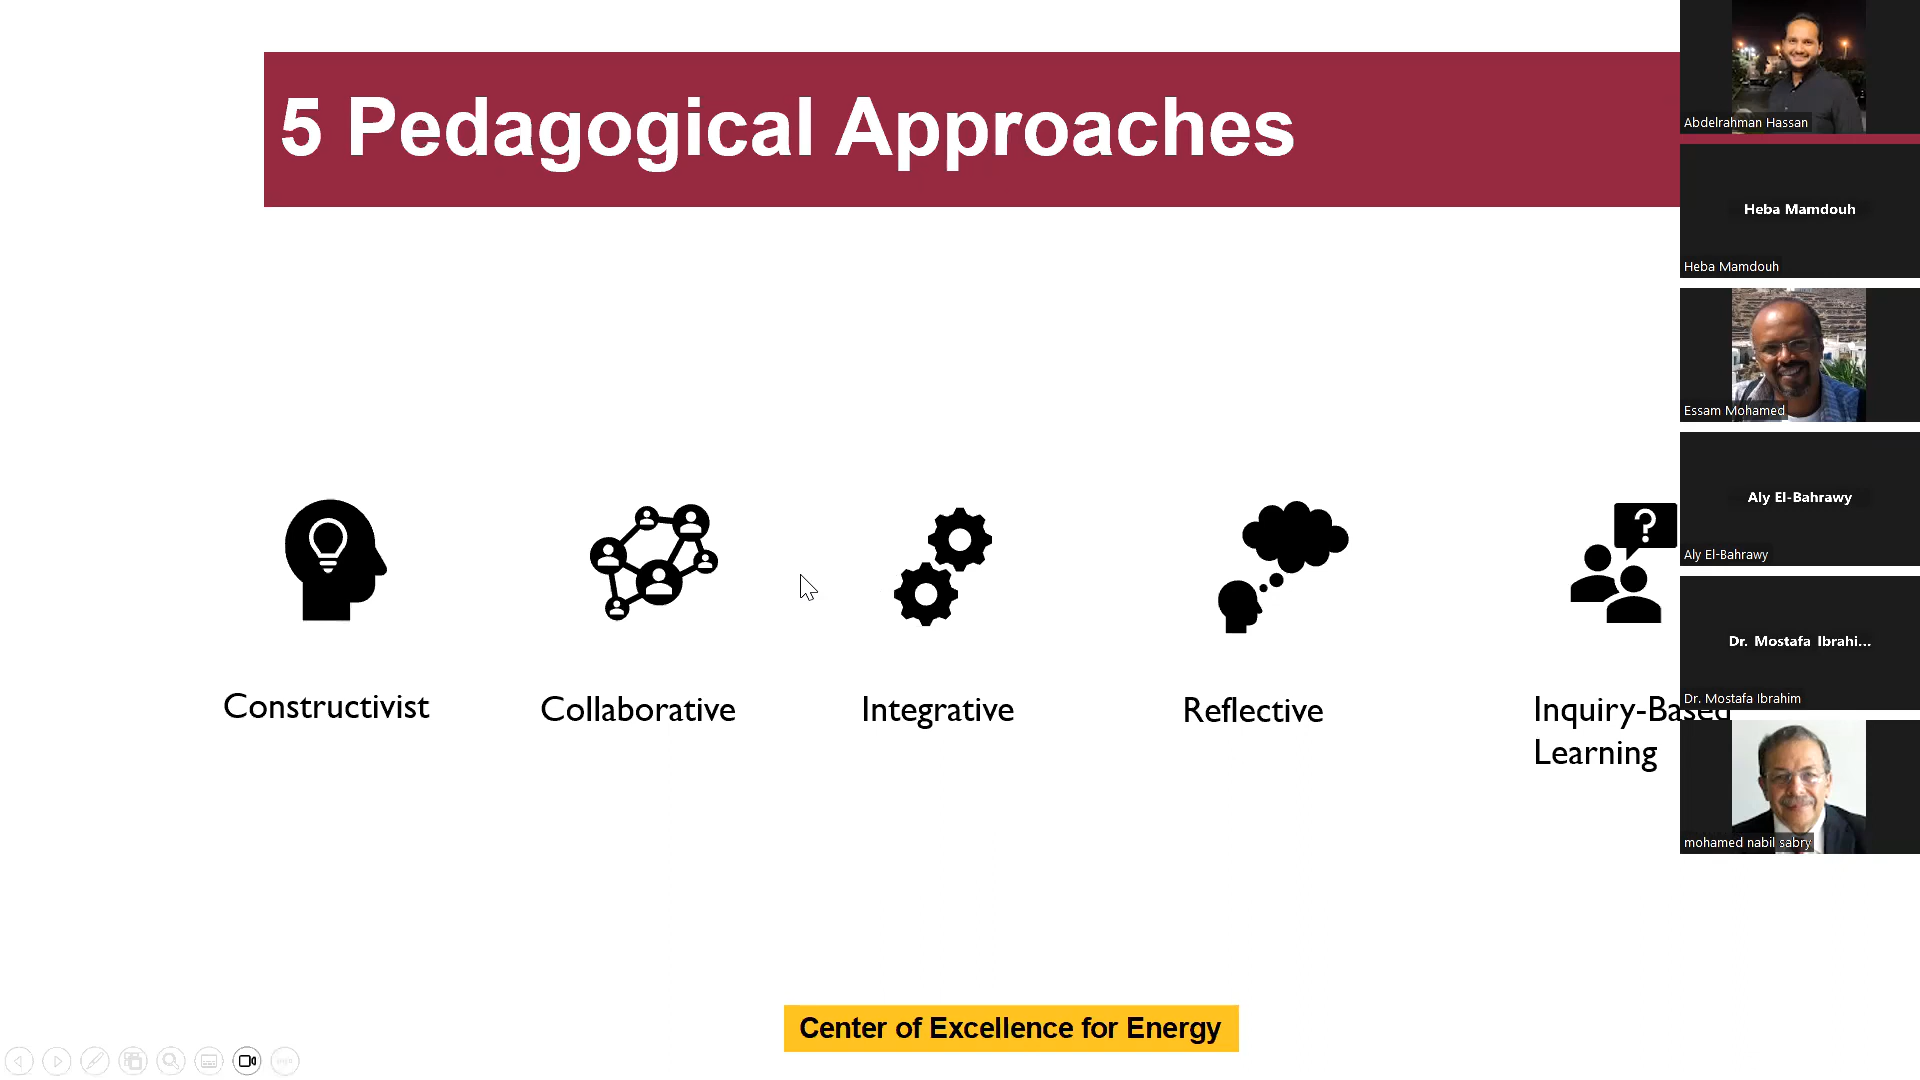 5 Pedagogical Approaches
Constructivist
Collaborative
Integrative
Reflective
Inquiry-Based
Learning
Center of Excellence for Energy
Abdelrahman Hassan
Heba Mamdouh
Heba Mamdouh
Essam Mohamed
Aly El-Bahrawy
Aly El-Bahrawy
Dr. Mostafa Ibrahi...
Dr. Mostafa Ibrahim
mohamed nabil sabry